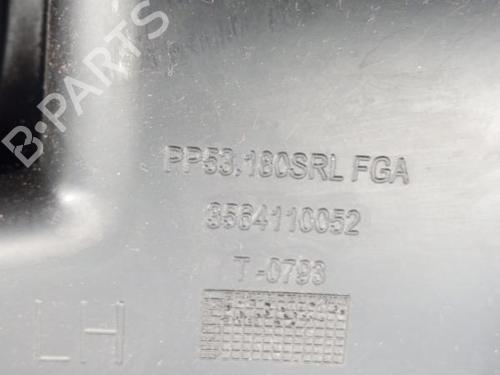 B-Parts
PP53.180SRL FGA
3564110052
T-0793
LH